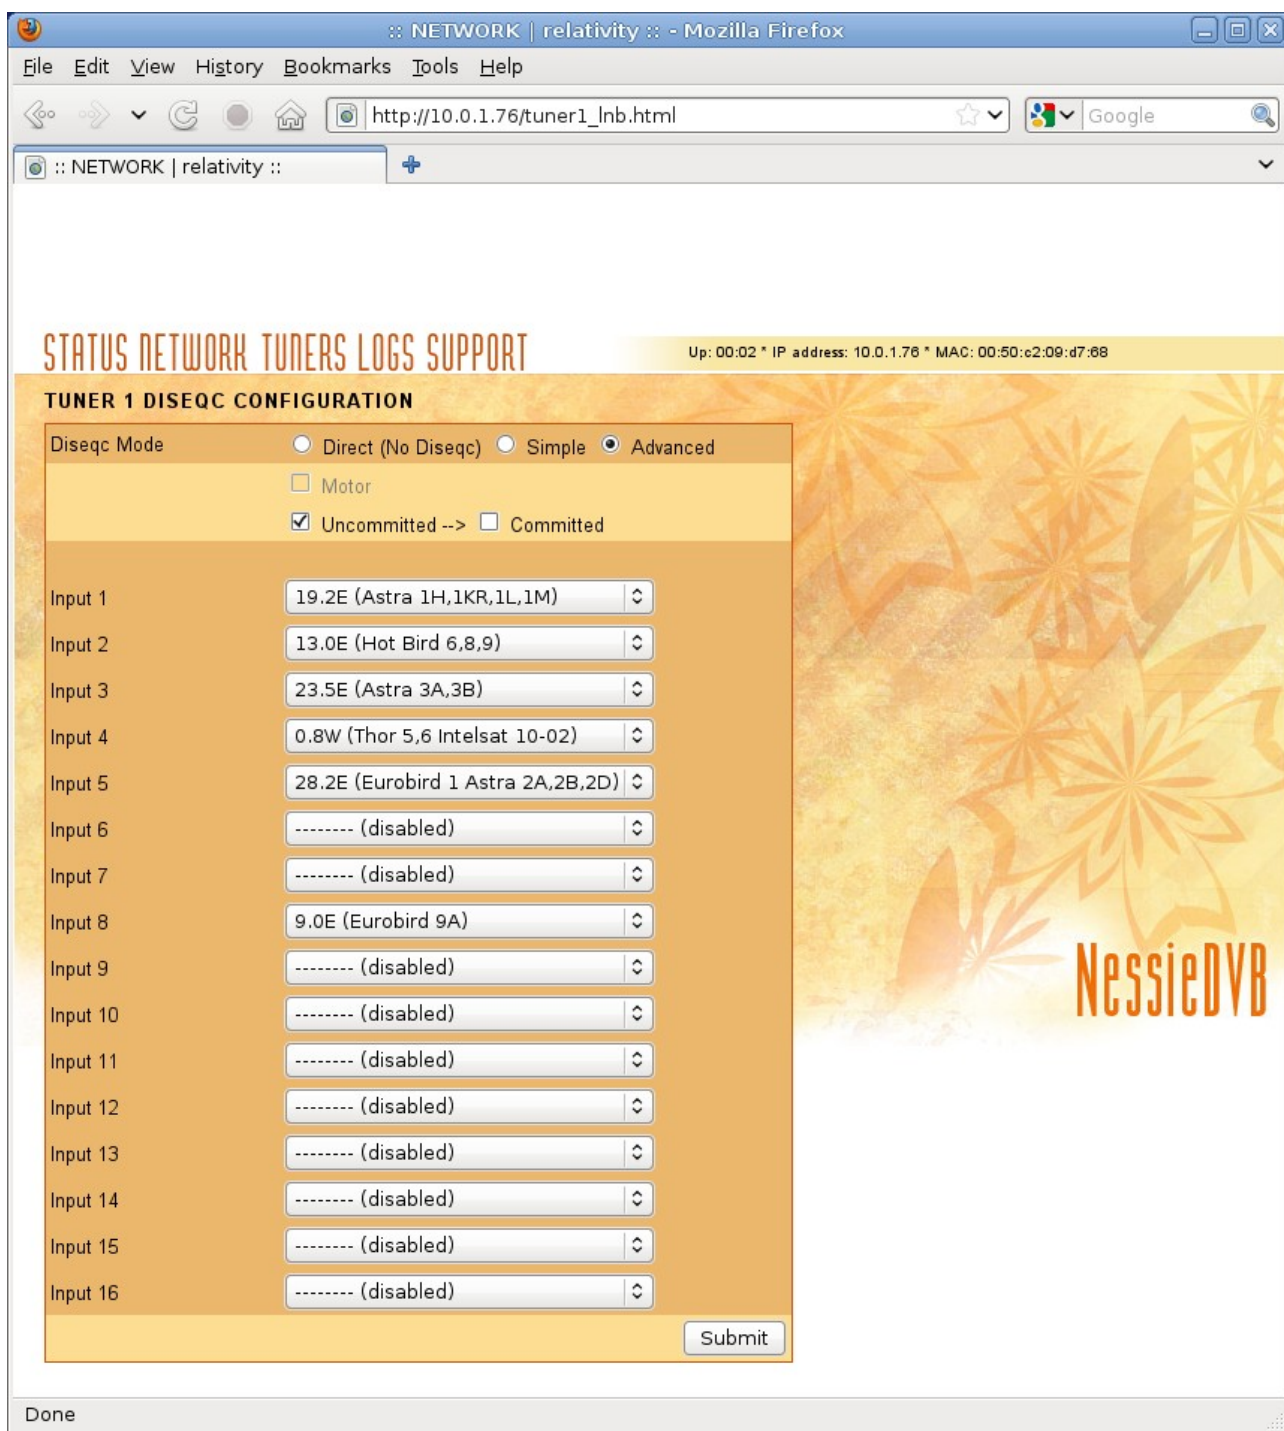 :: NETWORK | relativity :: - Mozilla Firefox
File Edit View History Bookmarks Tools Help
http://10.0.1.76/tuner1_lnb.html Google
:: NETWORK | relativity ::
STATUS NETWORK TUNERS LOGS SUPPORT
Up: 00:02 * IP address: 10.0.1.76 * MAC: 00:50:c2:09:d7:68
TUNER 1 DISEQC CONFIGURATION
Diseqc Mode Direct (No Diseqc) Simple Advanced
Motor
Uncommitted --> Committed
Input 1 19.2E (Astra 1H,1KR,1L,1M)
Input 2 13.0E (Hot Bird 6,8,9)
Input 3 23.5E (Astra 3A,3B)
Input 4 0.8W (Thor 5,6 Intelsat 10-02)
Input 5 28.2E (Eurobird 1 Astra 2A,2B,2D)
Input 6 -------- (disabled)
Input 7 -------- (disabled)
Input 8 9.0E (Eurobird 9A)
Input 9 -------- (disabled)
Input 10 -------- (disabled)
Input 11 -------- (disabled)
Input 12 -------- (disabled)
Input 13 -------- (disabled)
Input 14 -------- (disabled)
Input 15 -------- (disabled)
Input 16 -------- (disabled)
Submit
NessieDVB
Done